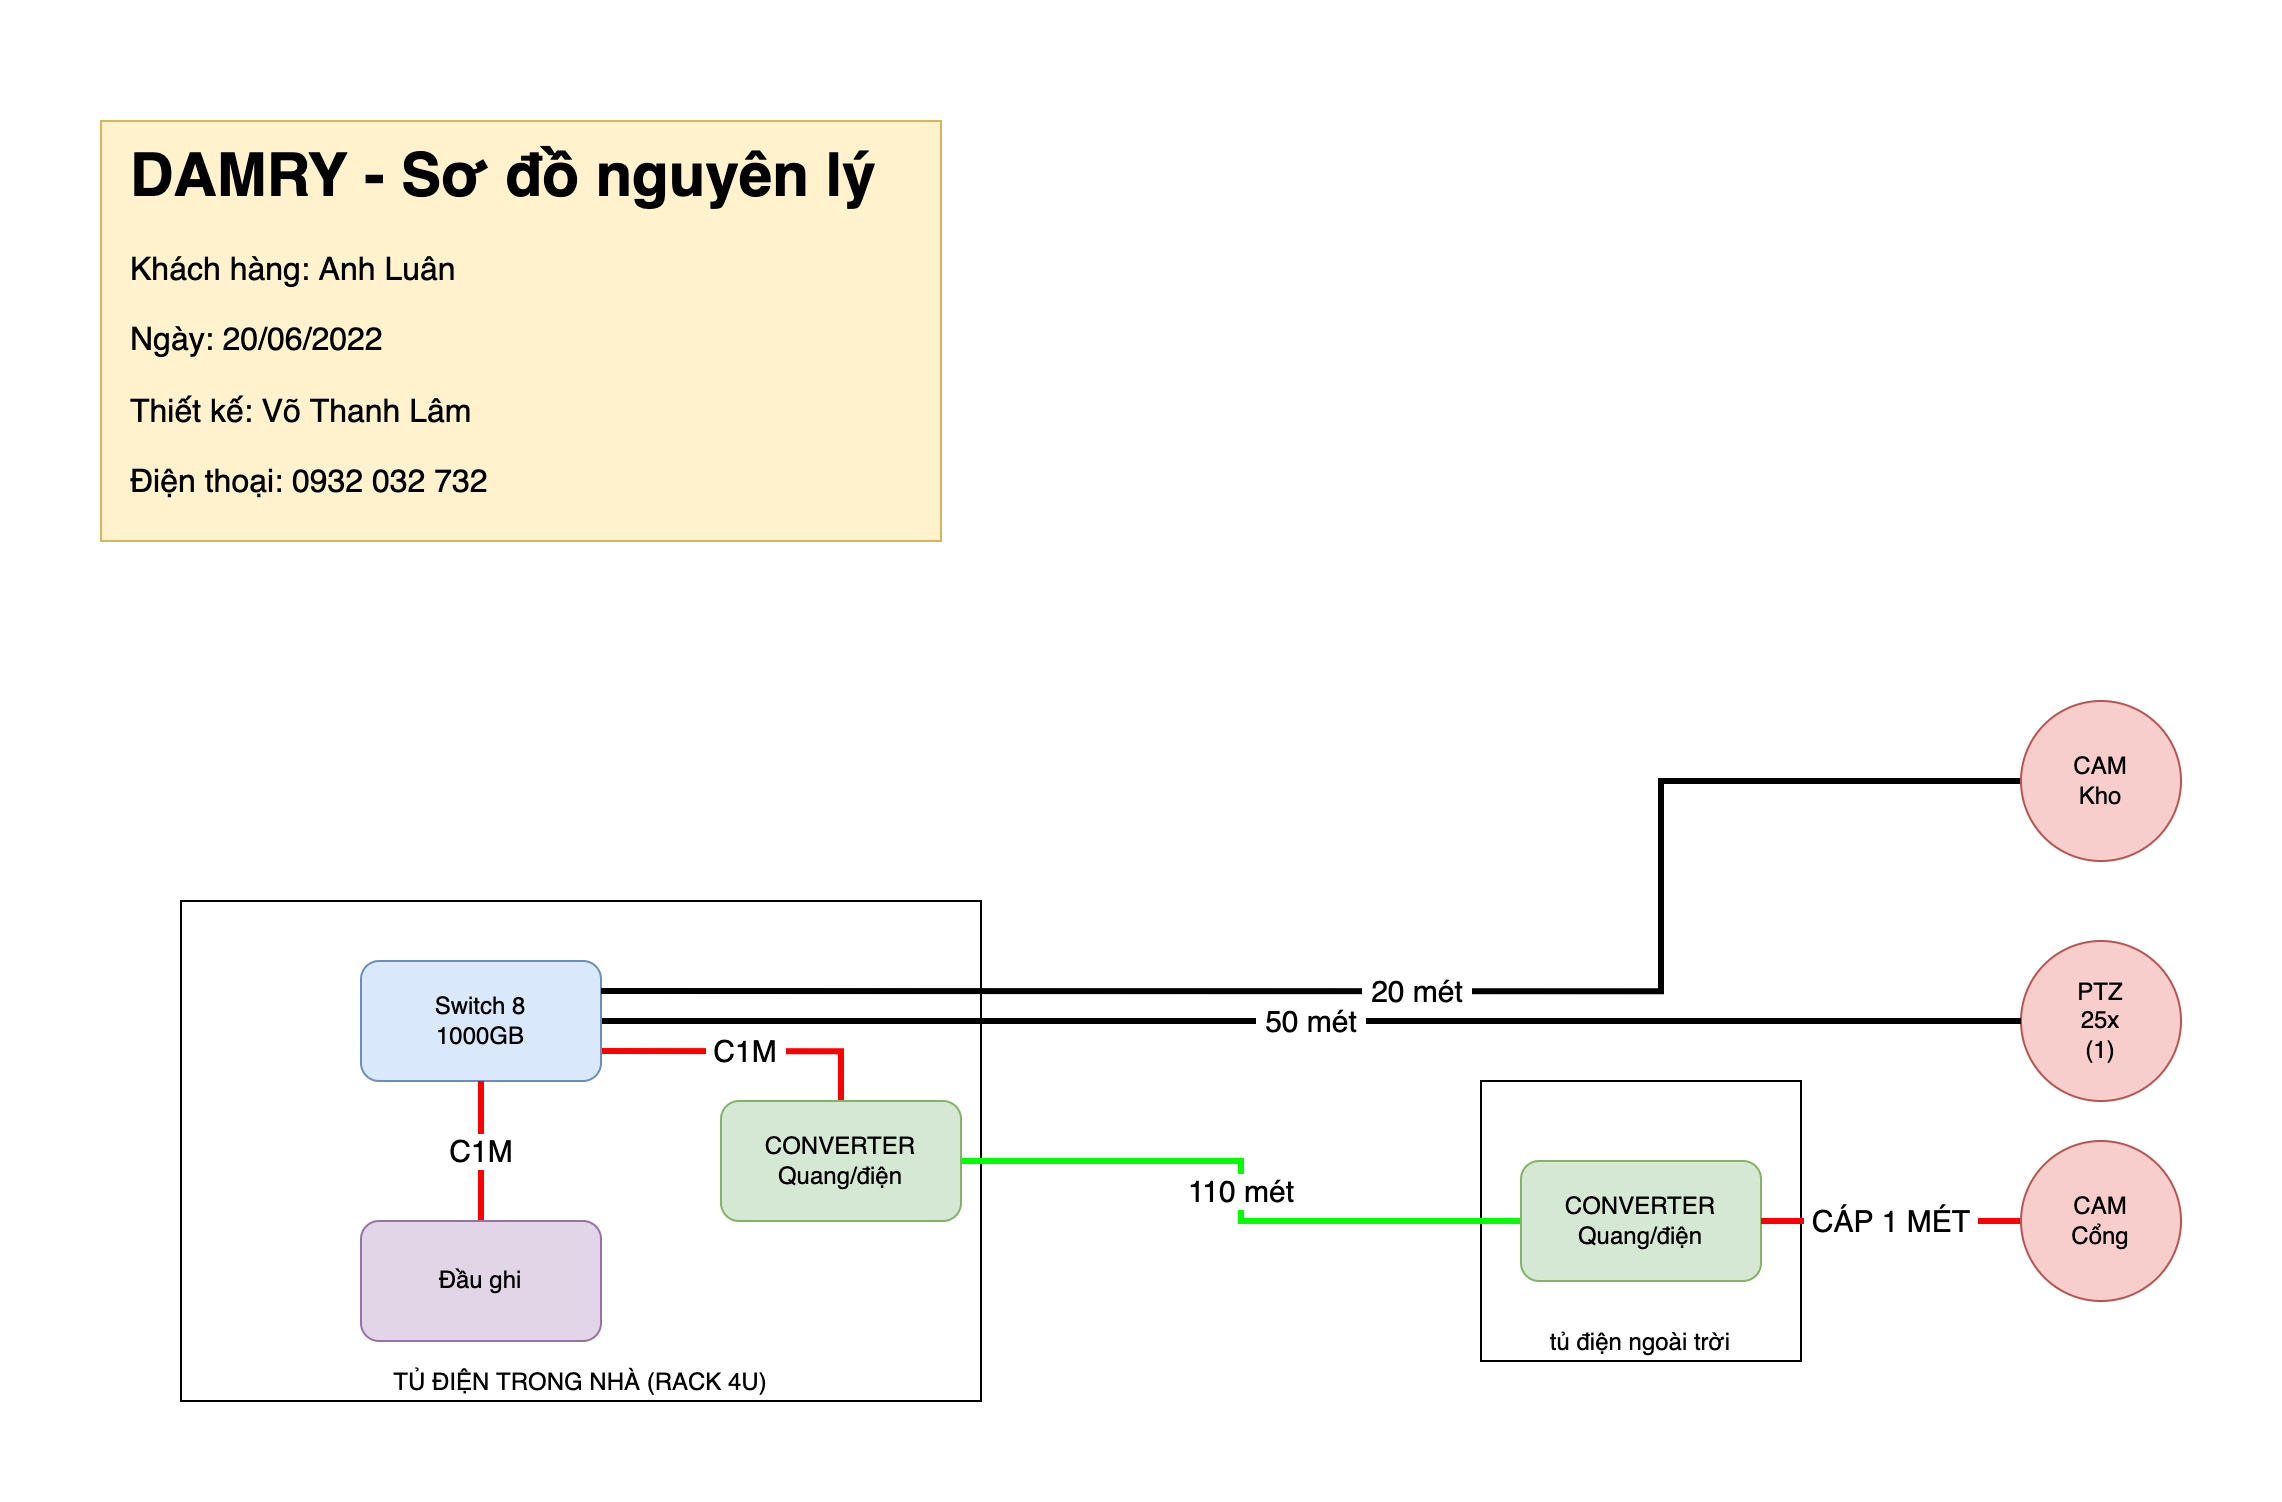 DAMRY - Sơ đồ nguyên lý
Khách hàng: Anh Luân
Ngày: 20/06/2022
Thiết kế: Võ Thanh Lâm
Điện thoại: 0932 032 732
CAM
Kho
Switch 8
1000GB
20 mét
50 mét
PTZ
25x
(1)
C1M
C1M
CONVERTER
Quang/điện
110 mét
CONVERTER
Quang/điện
CÁP 1 MÉT
CAM
Cổng
Đầu ghi
tủ điện ngoài trời
TỦ ĐIỆN TRONG NHÀ (RACK 4U)